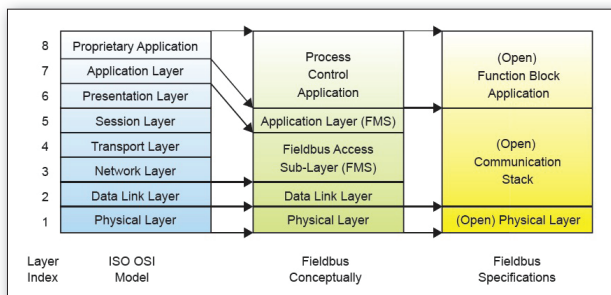 8
Proprietary Application
7
Application Layer
6
Presentation Layer
5
Session Layer
4
Transport Layer
3
Network Layer
2
Data Link Layer
1
Physical Layer
Process
Control
Application
Application Layer (FMS)
Fieldbus Access
Sub-Layer (FMS)
Data Link Layer
Physical Layer
(Open)
Function Block
Application
(Open)
Communication
Stack
(Open) Physical Layer
Layer
Index
ISO OSI
Model
Fieldbus
Conceptually
Fieldbus
Specifications